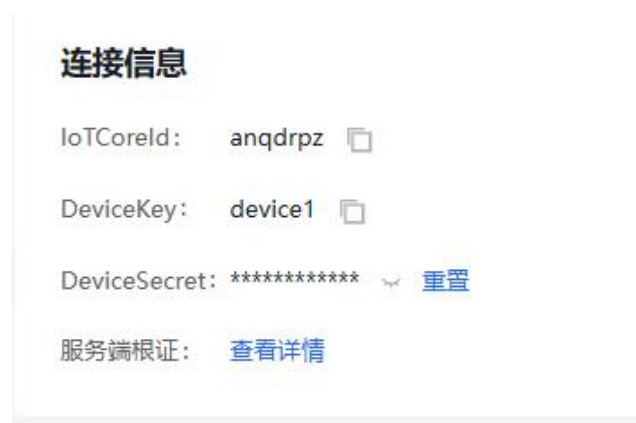 连接信息
IoTCoreId： anqdrpz
DeviceKey： device1
DeviceSecret： ************ 重置
服务端根证： 查看详情